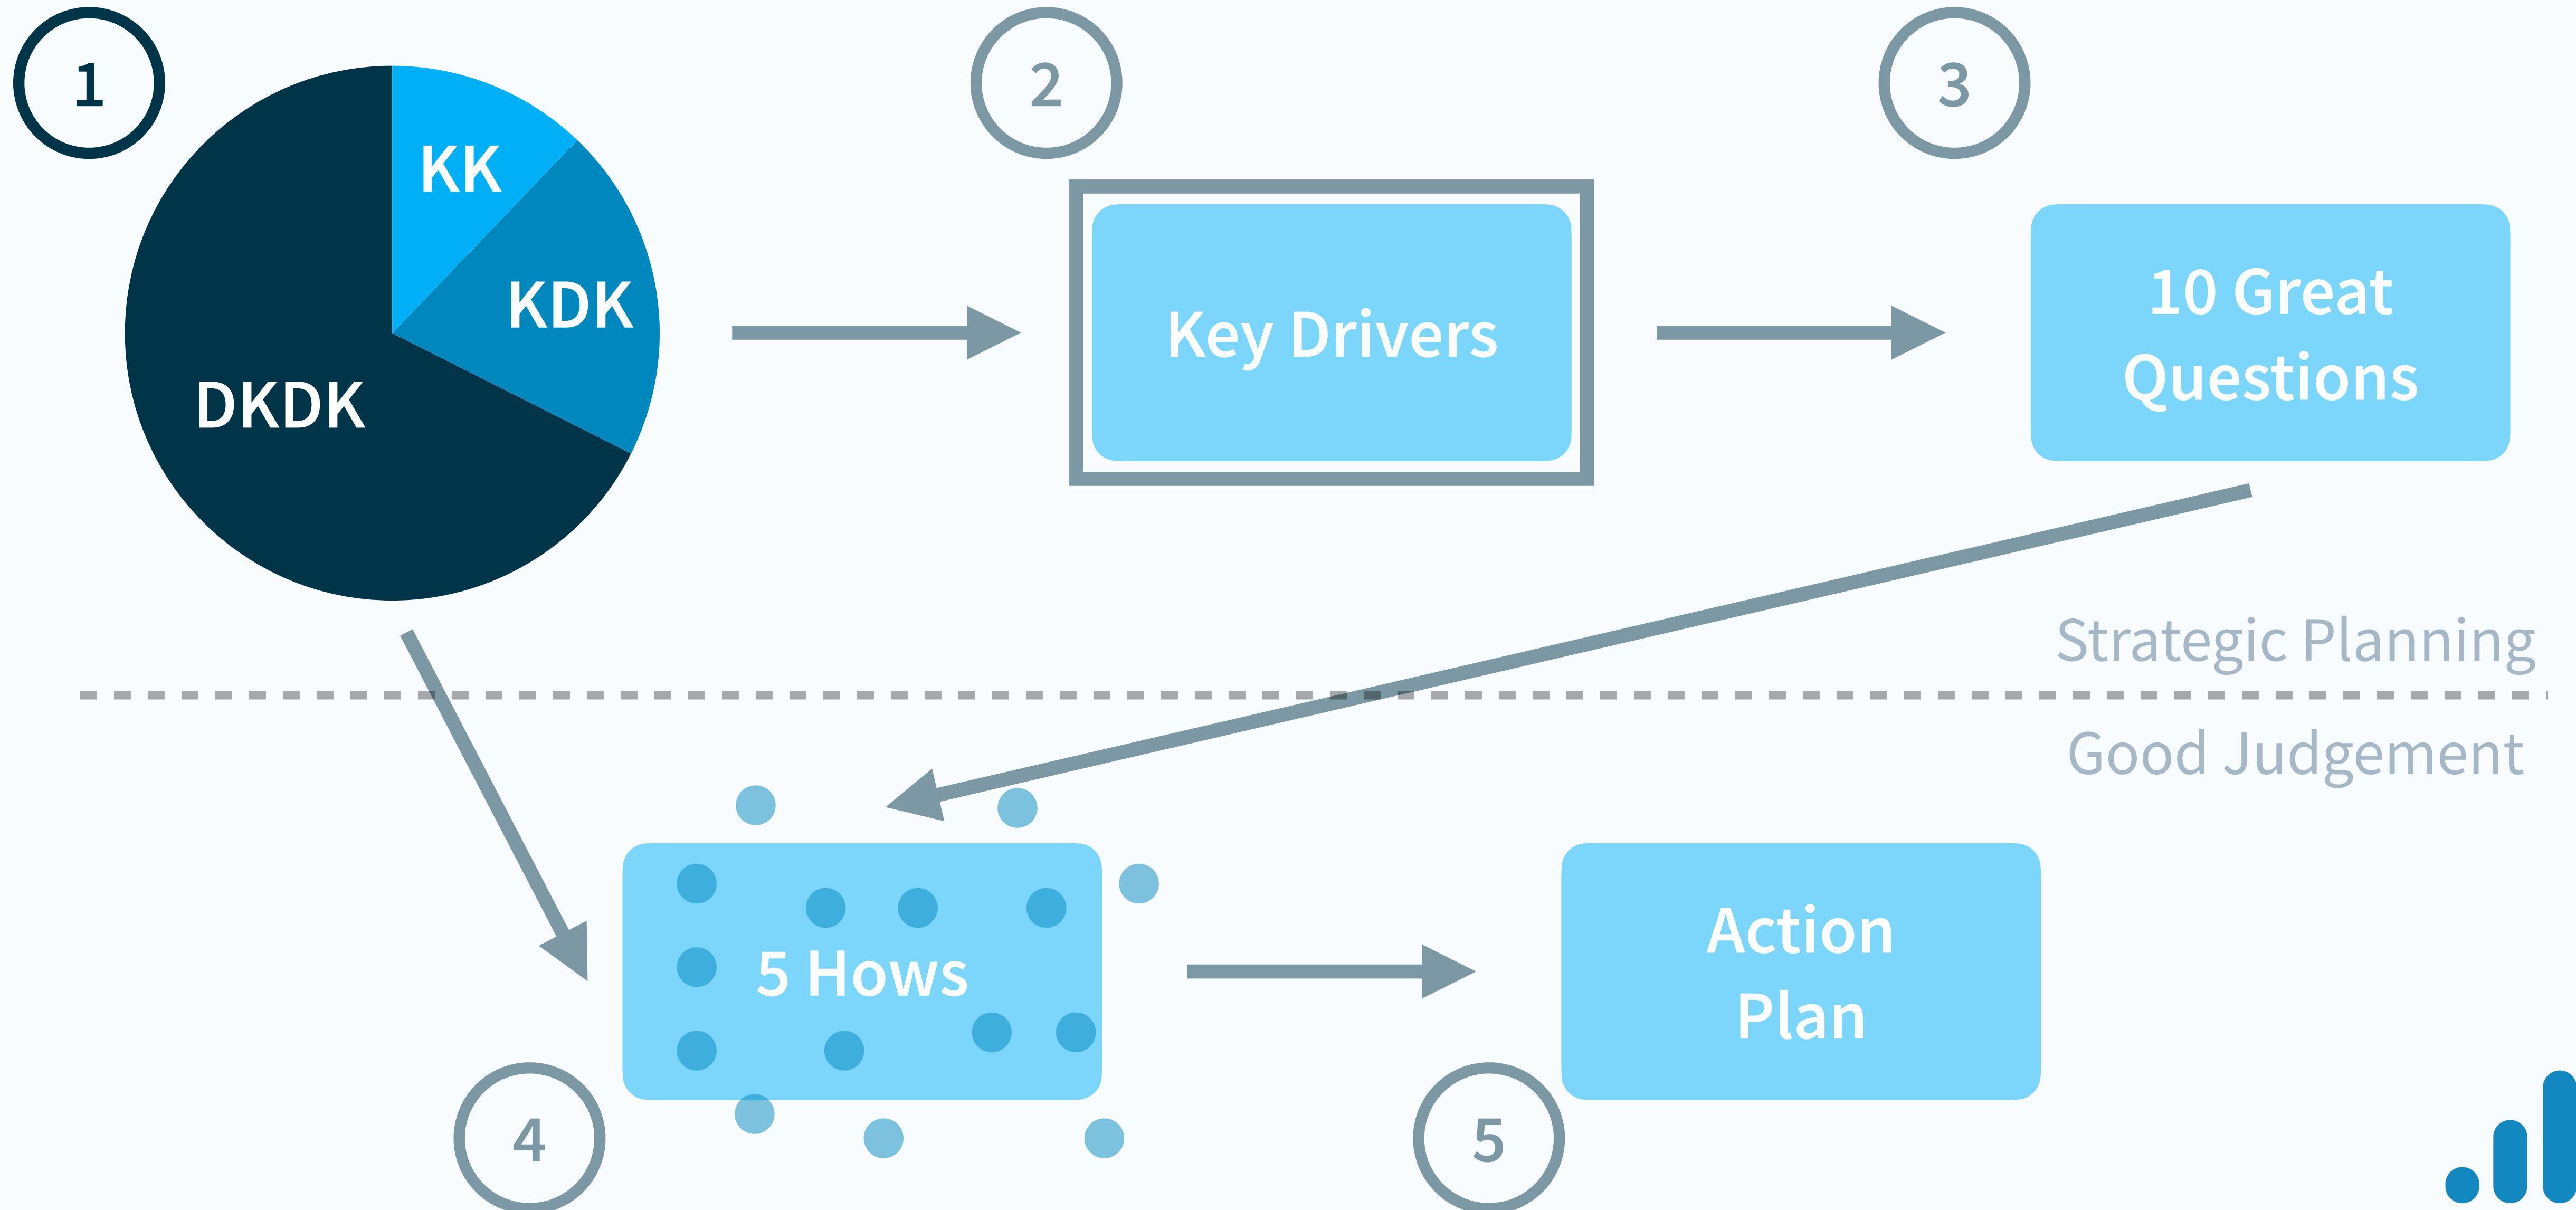 1
2
3
KK
KDK
DKDK
Key Drivers
10 Great
Questions
Strategic Planning
Good Judgement
5 Hows
Action
Plan
4
5